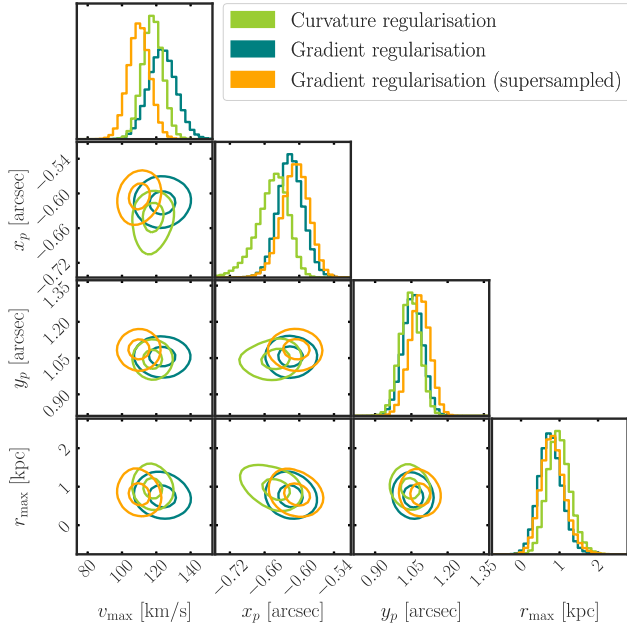 Curvature regularisation
Gradient regularisation
Gradient regularisation (supersampled)
−0.54
−0.60
−0.66
−0.72
x_p [arcsec]
1.35
1.20
1.05
0.90
y_p [arcsec]
2
1
0
r_max [kpc]
80 100 120 140
−0.72 −0.66 −0.60 −0.54
0.90 1.05 1.20 1.35
0 1 2
v_max [km/s] x_p [arcsec] y_p [arcsec] r_max [kpc]